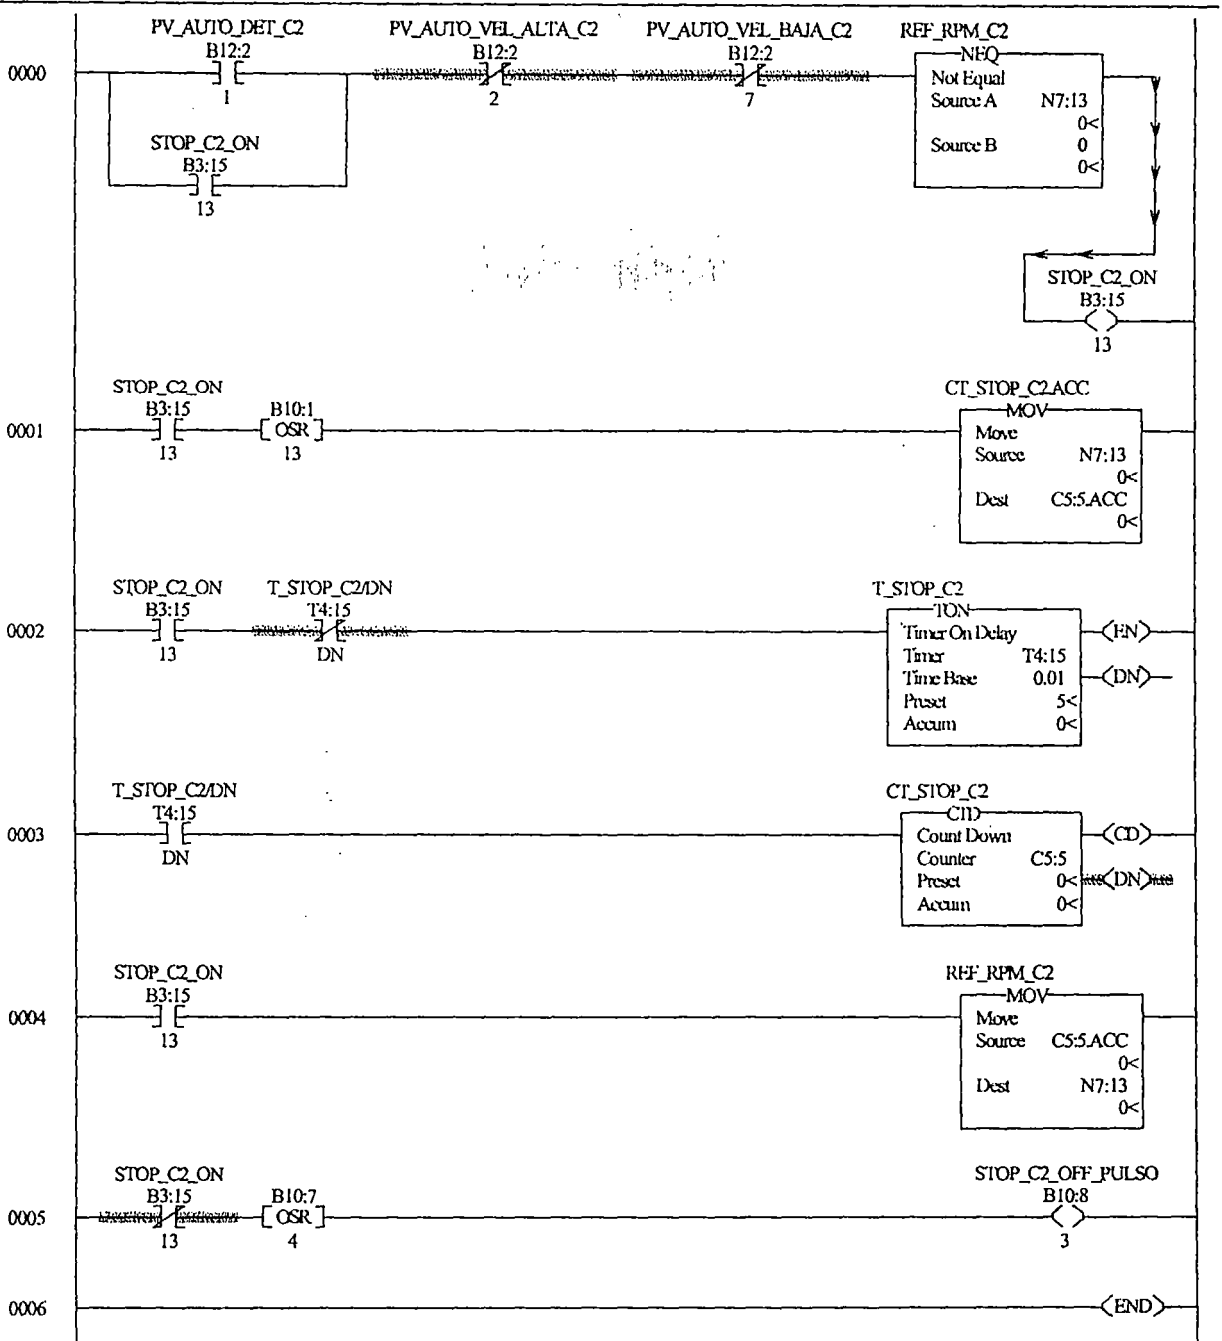 PV_AUTO_DET_C2 PV_AUTO_VEL_ALTA_C2 PV_AUTO_VEL_BAJA_C2 REF_RPM_C2
B12:2 B12:2 B12:2 NEQ
0000
1 2 7
Not Equal
Source A N7:13
0<
Source B 0
0<
STOP_C2_ON
B3:15
13
STOP_C2_ON
B3:15
13
STOP_C2_ON CT_STOP_C2.ACC
B3:15 B10:1 MOV
0001 OSR
13 13
Move
Source N7:13
0<
Dest C5:5.ACC
0<
STOP_C2_ON T_STOP_C2/DN T_STOP_C2
B3:15 T4:15 TON
0002
13 DN
Timer On Delay EN
Timer T4:15
Time Base 0.01 DN
Preset 5<
Accum 0<
T_STOP_C2/DN CT_STOP_C2
T4:15 CTD
0003
DN
Count Down CD
Counter C5:5
Preset 0< DN
Accum 0<
STOP_C2_ON REF_RPM_C2
B3:15 MOV
0004
13
Move
Source C5:5.ACC
0<
Dest N7:13
0<
STOP_C2_ON STOP_C2_OFF_PULSO
B3:15 B10:7 B10:8
0005 OSR
13 4 3
0006 END